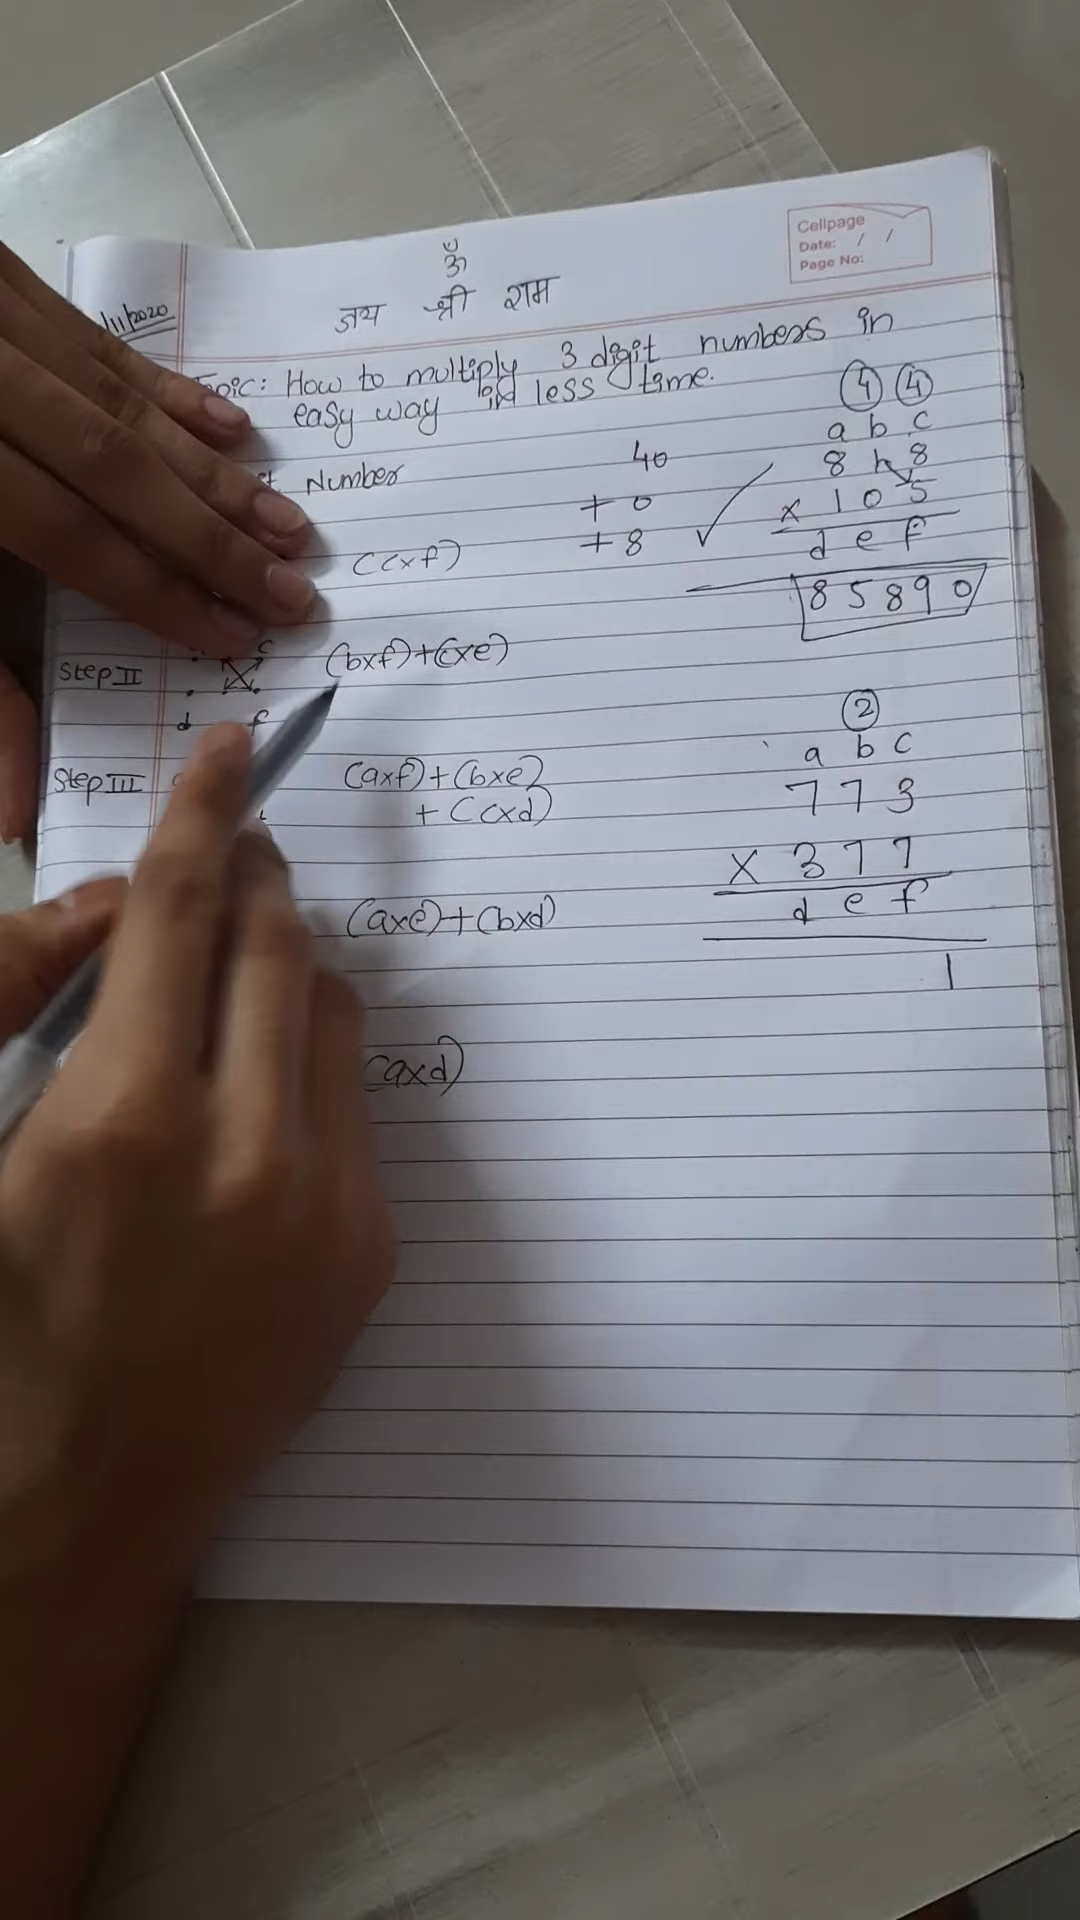 Cellpage
Date: / /
Page No:
ॐ
जय श्री राम
/11/2020
Topic: How to multiply 3 digit numbers in
easy way in less time.
st Number
(c×f)
40
+ 0
+ 8
4 4
a b c
8 8
× 1 0 5
d e f
8 5 8 9 0
Step II
c
(b×f)+(c×e)
d f
Step III
(a×f)+(b×e)
+ (c×d)
(a×e)+(b×d)
(a×d)
2
a b c
7 7 3
× 3 7 7
d e f
1